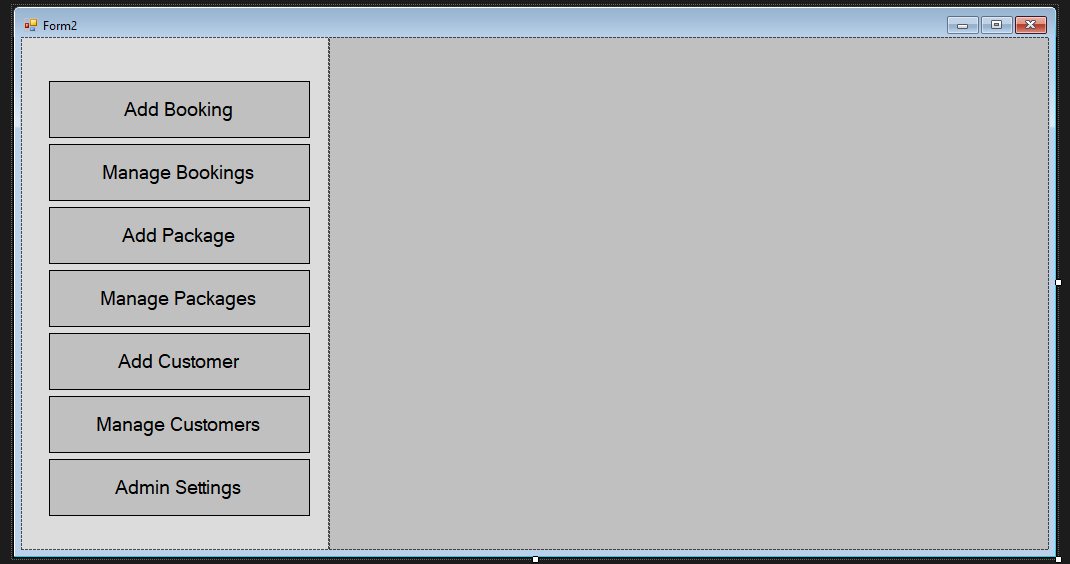 Form2
Add Booking
Manage Bookings
Add Package
Manage Packages
Add Customer
Manage Customers
Admin Settings